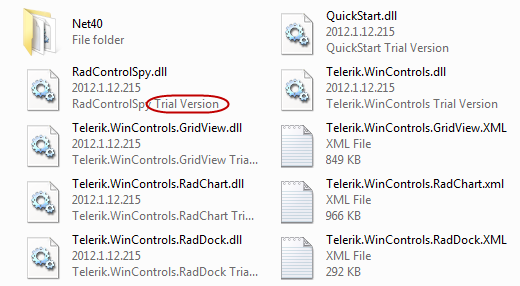 Net40
File folder
QuickStart.dll
2012.1.12.215
QuickStart Trial Version
RadControlSpy.dll
2012.1.12.215
RadControlSpy Trial Version
Telerik.WinControls.dll
2012.1.12.215
Telerik.WinControls Trial Version
Telerik.WinControls.GridView.dll
2012.1.12.215
Telerik.WinControls.GridView Tria...
Telerik.WinControls.GridView.XML
XML File
849 KB
Telerik.WinControls.RadChart.dll
2012.1.12.215
Telerik.WinControls.RadChart Tri...
Telerik.WinControls.RadChart.xml
XML File
966 KB
Telerik.WinControls.RadDock.dll
2012.1.12.215
Telerik.WinControls.RadDock Tria...
Telerik.WinControls.RadDock.XML
XML File
292 KB